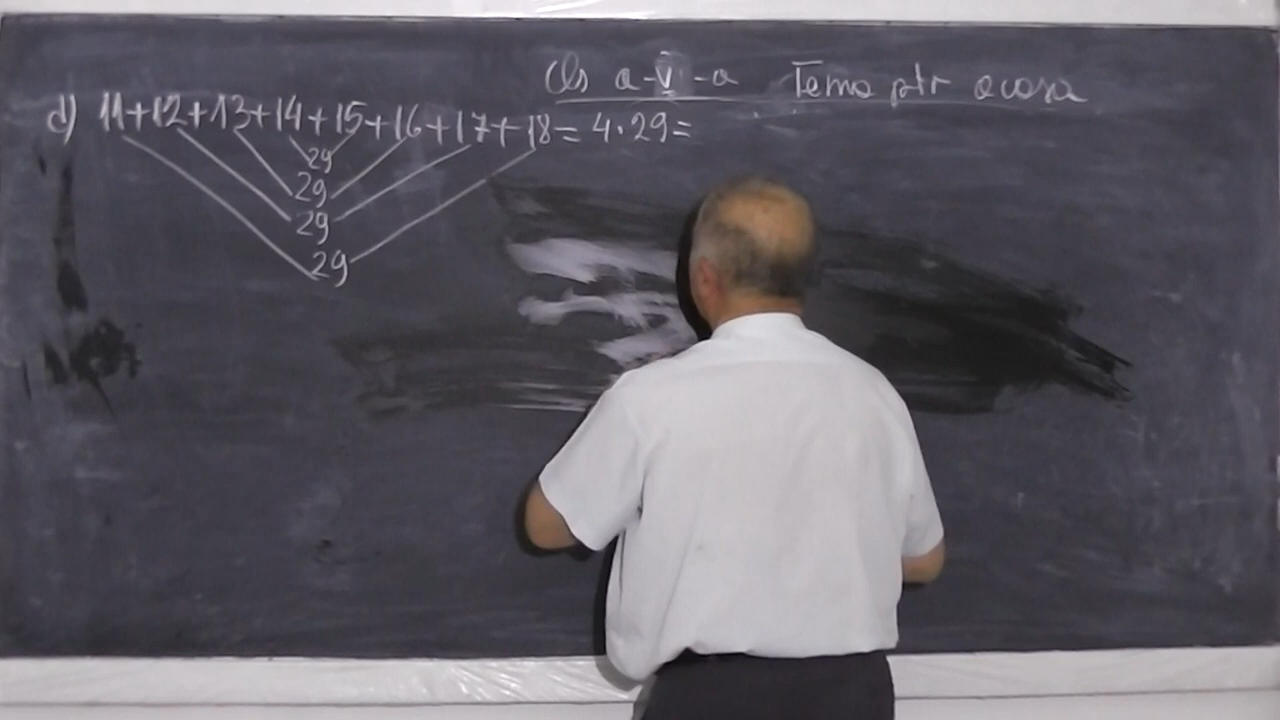 Cls a-V-a Tema ptr acasa
d) 11+12+13+14+15+16+17+18= 4·29=
29
29
29
29